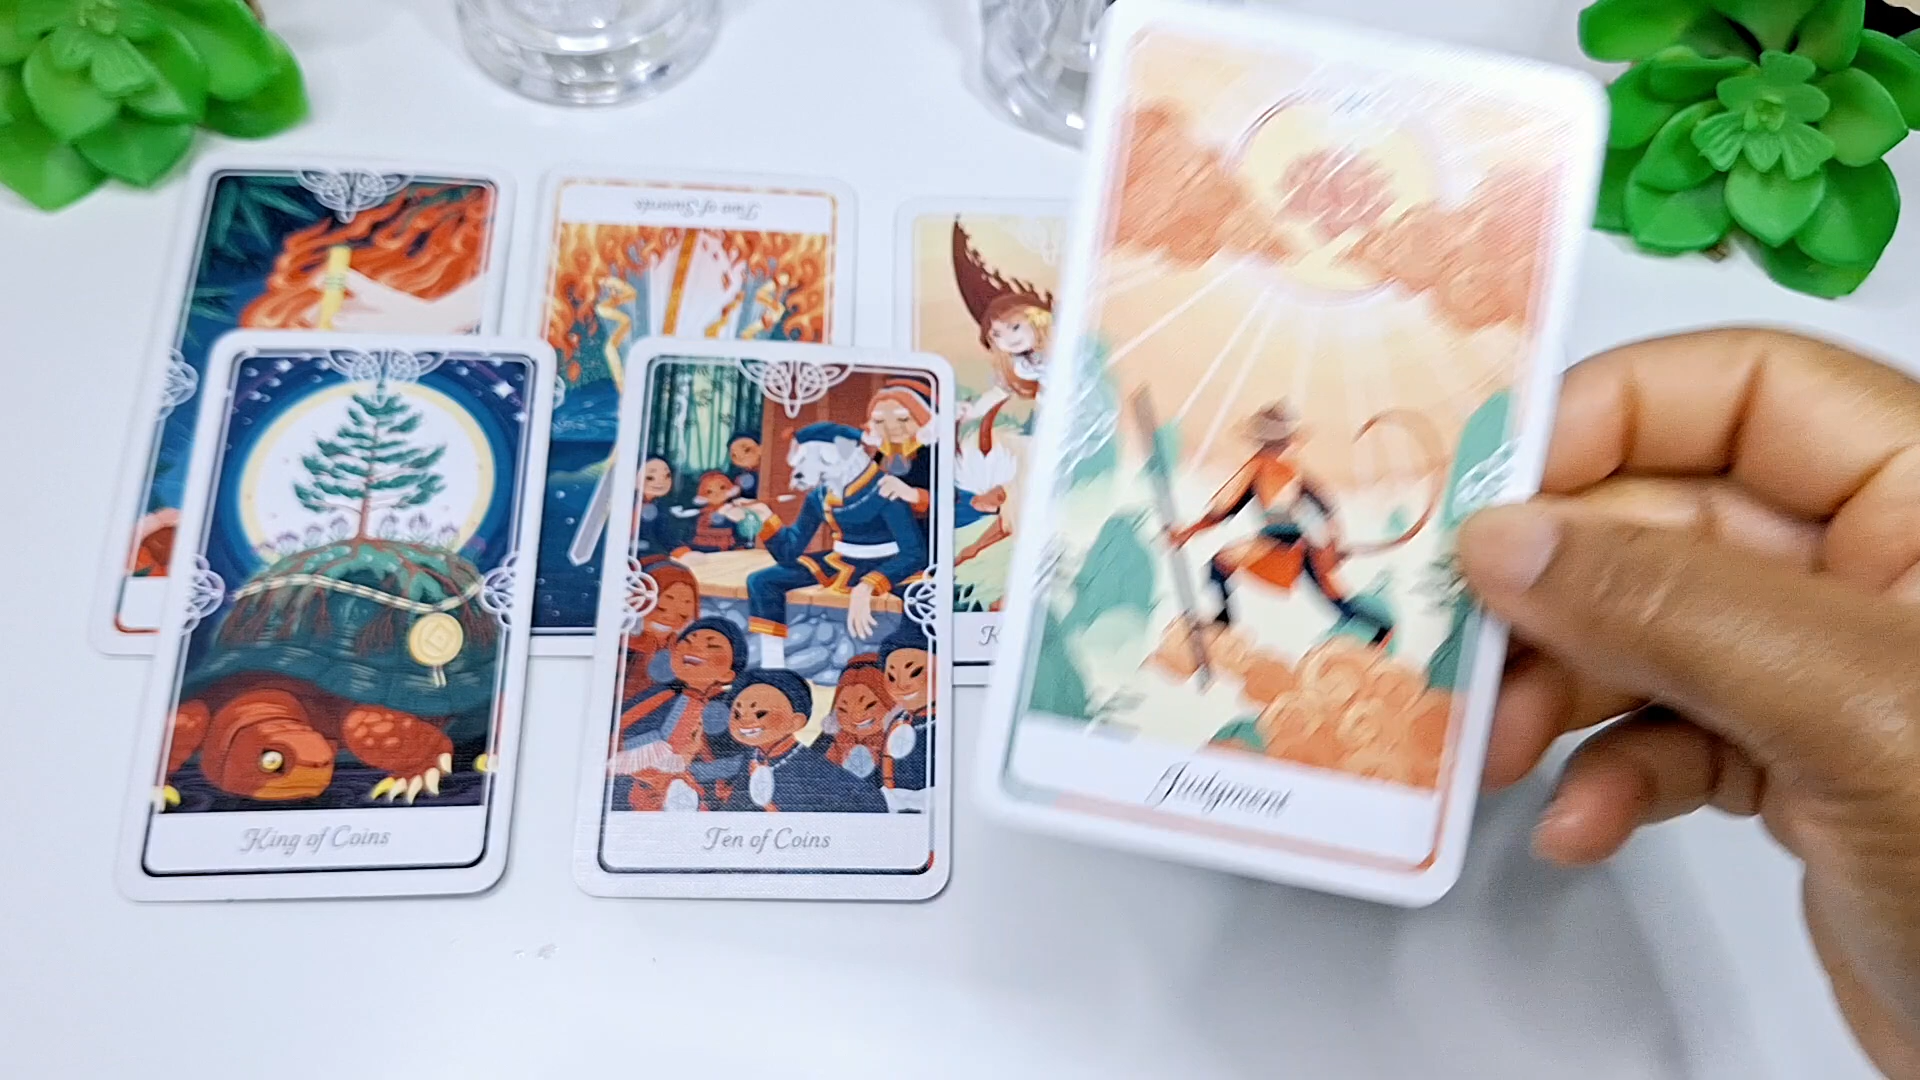 Two of Swords
K
King of Coins
Ten of Coins
Judgment